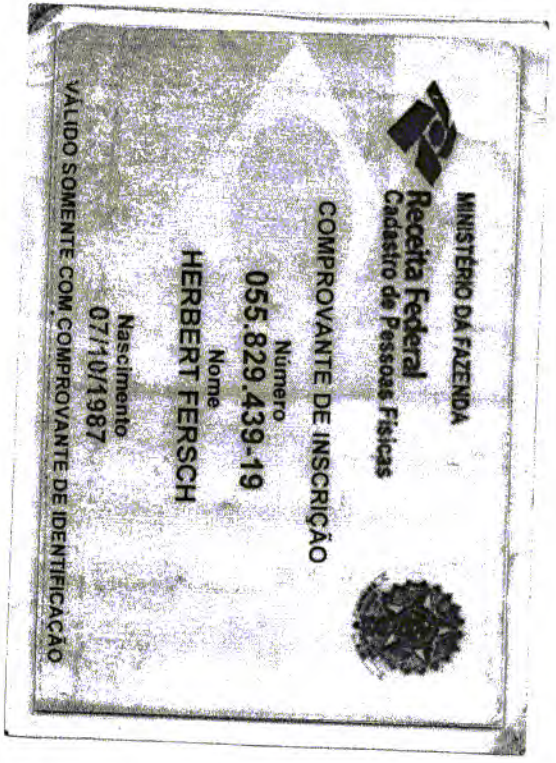 MINISTÉRIO DA FAZENDA
Receita Federal
Cadastro de Pessoas Físicas
COMPROVANTE DE INSCRIÇÃO
Número
055.829.439-19
Nome
HERBERT FERSCH
Nascimento
07/10/1987
VÁLIDO SOMENTE COM COMPROVANTE DE IDENTIFICAÇÃO